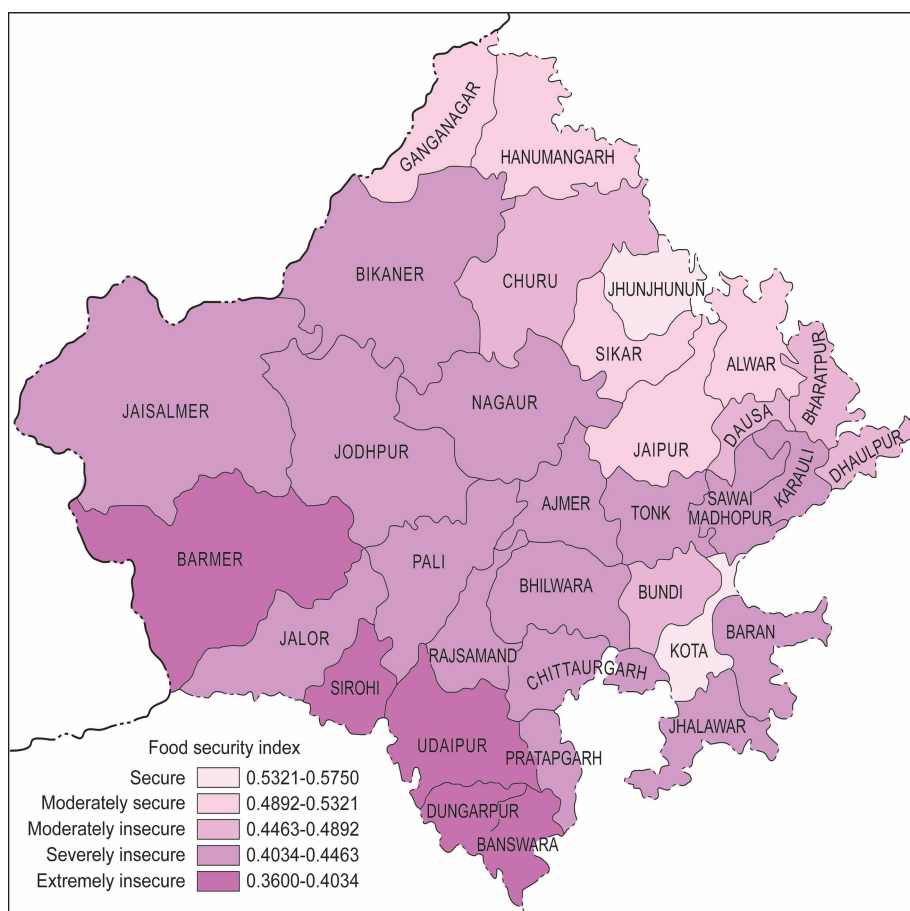 GANGANAGAR
HANUMANGARH
BIKANER
CHURU
JHUNJHUNUN
SIKAR
ALWAR
BHARATPUR
JAISALMER
NAGAUR
JODHPUR
JAIPUR
DAUSA
DHAULPUR
KARAULI
AJMER
TONK
SAWAI
MADHOPUR
BARMER
PALI
BHILWARA
BUNDI
BARAN
JALOR
RAJSAMAND
CHITTAURGARH
KOTA
SIROHI
UDAIPUR
PRATAPGARH
JHALAWAR
DUNGARPUR
BANSWARA
Food security index
Secure 0.5321-0.5750
Moderately secure 0.4892-0.5321
Moderately insecure 0.4463-0.4892
Severely insecure 0.4034-0.4463
Extremely insecure 0.3600-0.4034